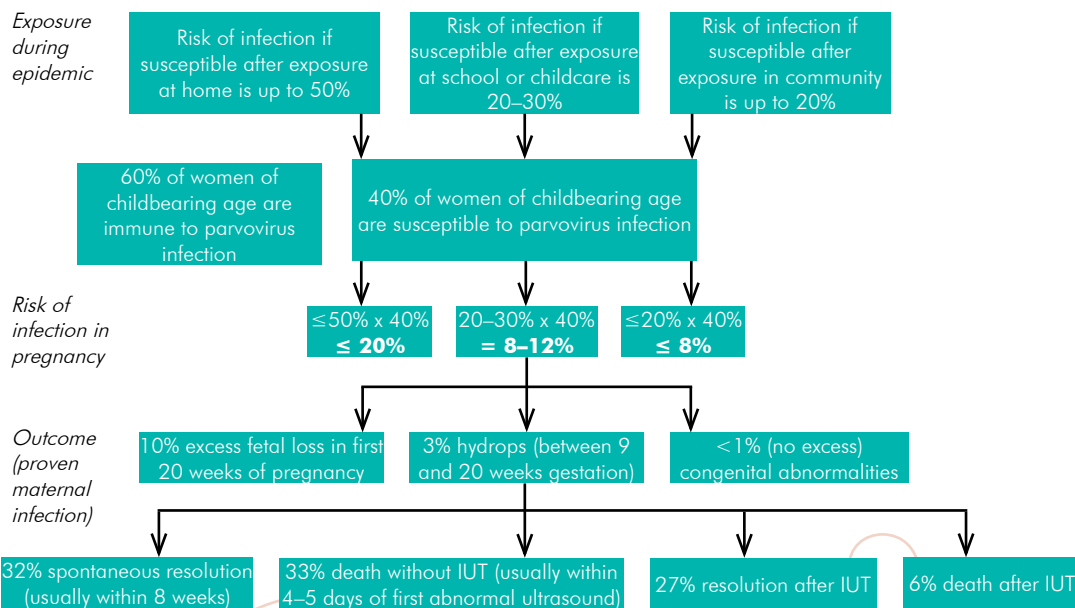 Exposure
during
epidemic
Risk of infection if
susceptible after exposure
at home is up to 50%
Risk of infection if
susceptible after exposure
at school or childcare is
20–30%
Risk of infection if
susceptible after
exposure in community
is up to 20%
60% of women of
childbearing age are
immune to parvovirus
infection
40% of women of childbearing age
are susceptible to parvovirus infection
Risk of
infection in
pregnancy
≤50% x 40%
≤ 20%
20–30% x 40%
= 8–12%
≤20% x 40%
≤ 8%
Outcome
(proven
maternal
infection)
10% excess fetal loss in first
20 weeks of pregnancy
3% hydrops (between 9
and 20 weeks gestation)
<1% (no excess)
congenital abnormalities
32% spontaneous resolution
(usually within 8 weeks)
33% death without IUT (usually within
4–5 days of first abnormal ultrasound)
27% resolution after IUT
6% death after IUT